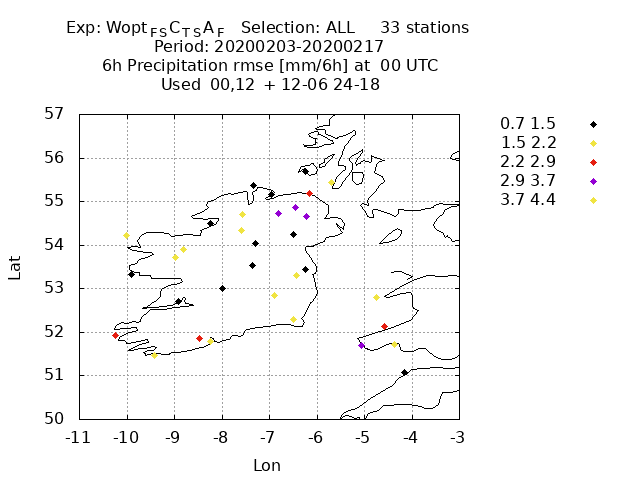 Exp: Wopt_FS C_TS A_F   Selection: ALL     33 stations
Period: 20200203-20200217
6h Precipitation rmse [mm/6h] at  00 UTC
Used  00,12  + 12-06 24-18
57
56
55
54
53
52
51
50
Lat
-11 -10 -9 -8 -7 -6 -5 -4 -3
Lon
0.7 1.5
1.5 2.2
2.2 2.9
2.9 3.7
3.7 4.4